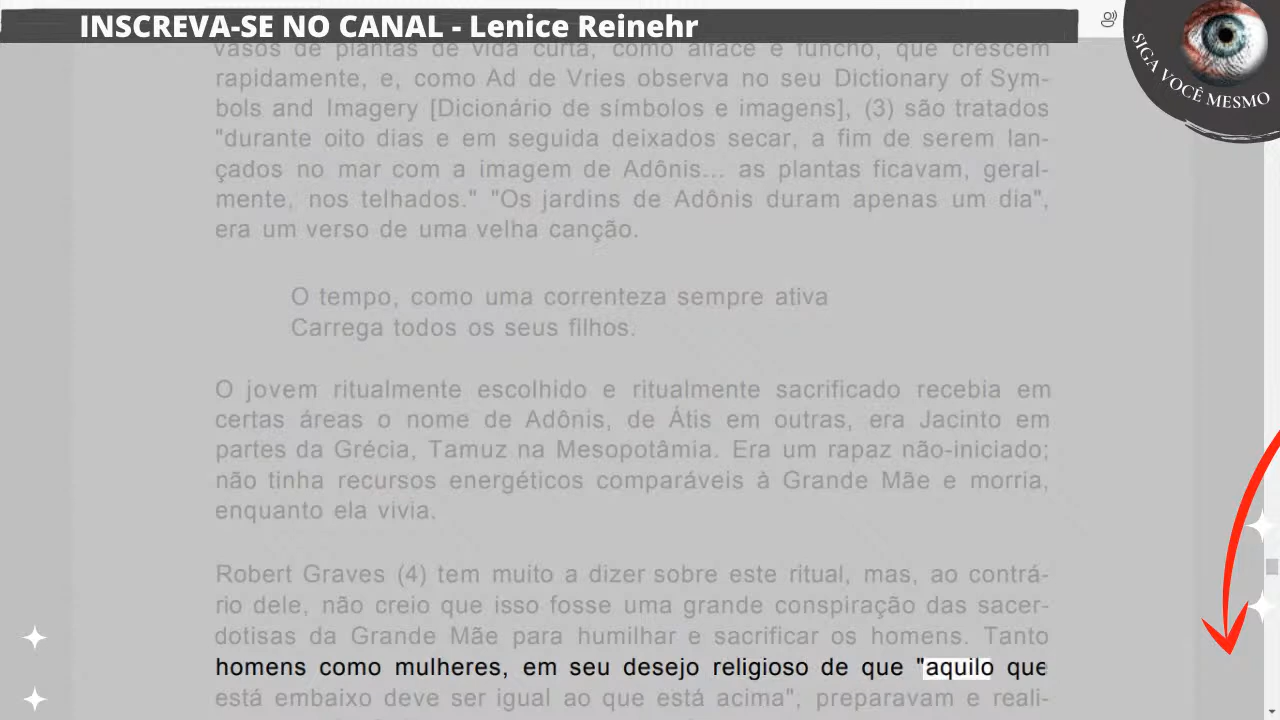 INSCREVA-SE NO CANAL - Lenice Reinehr
SIGA VOCÊ MESMO
vasos de plantas de vida curta, como alface e funcho, que crescem
rapidamente, e, como Ad de Vries observa no seu Dictionary of Sym-
bols and Imagery [Dicionário de símbolos e imagens], (3) são tratados
"durante oito dias e em seguida deixados secar, a fim de serem lan-
çados no mar com a imagem de Adônis... as plantas ficavam, geral-
mente, nos telhados." "Os jardins de Adônis duram apenas um dia",
era um verso de uma velha canção.
O tempo, como uma correnteza sempre ativa
Carrega todos os seus filhos.
O jovem ritualmente escolhido e ritualmente sacrificado recebia em
certas áreas o nome de Adônis, de Átis em outras, era Jacinto em
partes da Grécia, Tamuz na Mesopotâmia. Era um rapaz não-iniciado;
não tinha recursos energéticos comparáveis à Grande Mãe e morria,
enquanto ela vivia.
Robert Graves (4) tem muito a dizer sobre este ritual, mas, ao contrá-
rio dele, não creio que isso fosse uma grande conspiração das sacer-
dotisas da Grande Mãe para humilhar e sacrificar os homens. Tanto
homens como mulheres, em seu desejo religioso de que "aquilo que
está embaixo deve ser igual ao que está acima", preparavam e reali-